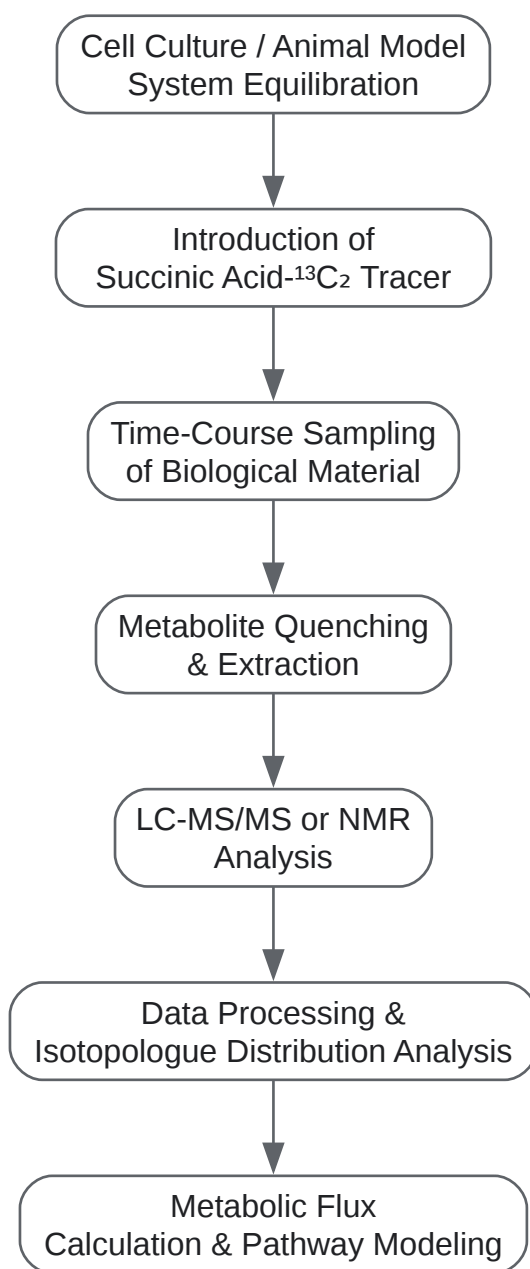 Cell Culture / Animal Model
System Equilibration
Introduction of
Succinic Acid-¹³C₂ Tracer
Time-Course Sampling
of Biological Material
Metabolite Quenching
& Extraction
LC-MS/MS or NMR
Analysis
Data Processing &
Isotopologue Distribution Analysis
Metabolic Flux
Calculation & Pathway Modeling